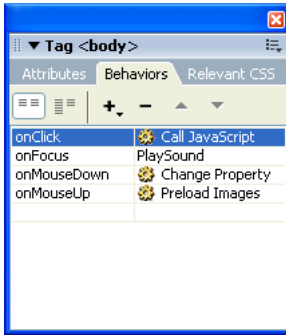 Tag <body>
Attributes Behaviors Relevant CSS
onClick Call JavaScript
onFocus PlaySound
onMouseDown Change Property
onMouseUp Preload Images